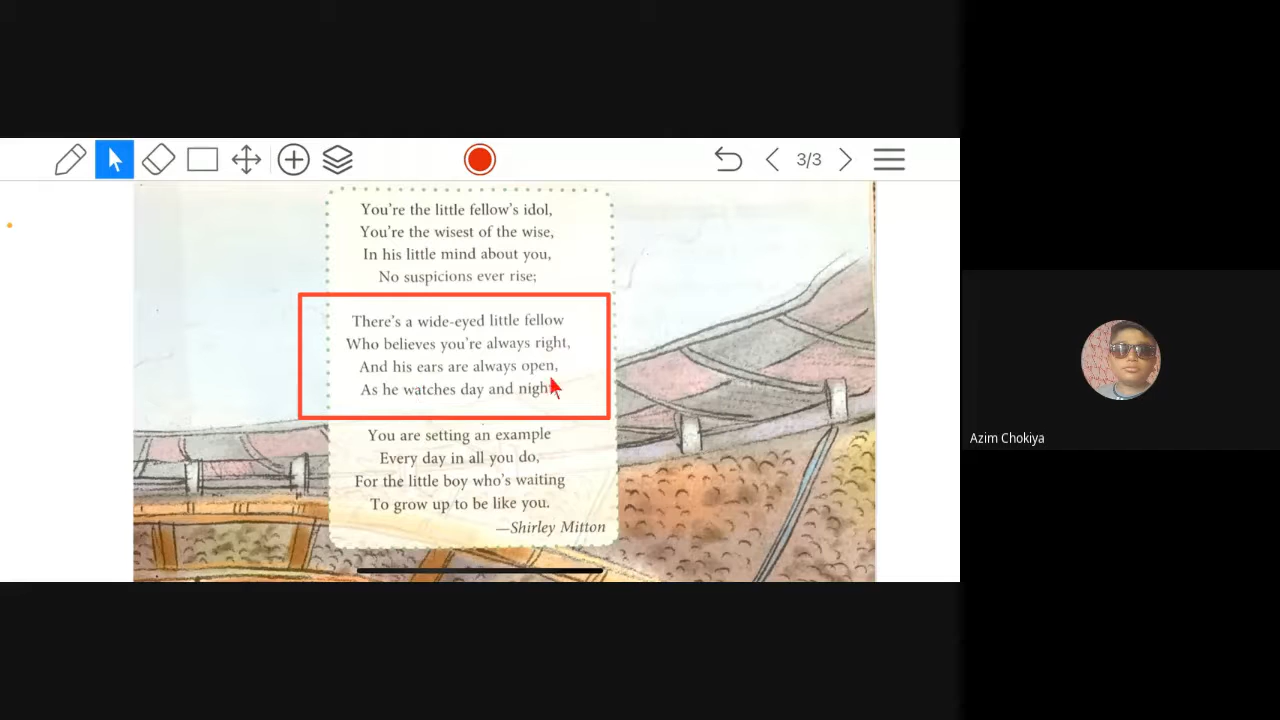 3/3
You're the little fellow's idol,
You're the wisest of the wise,
In his little mind about you,
No suspicions ever rise;
There's a wide-eyed little fellow
Who believes you're always right,
And his ears are always open,
As he watches day and night
You are setting an example
Every day in all you do,
For the little boy who's waiting
To grow up to be like you.
—Shirley Mitton
Azim Chokiya